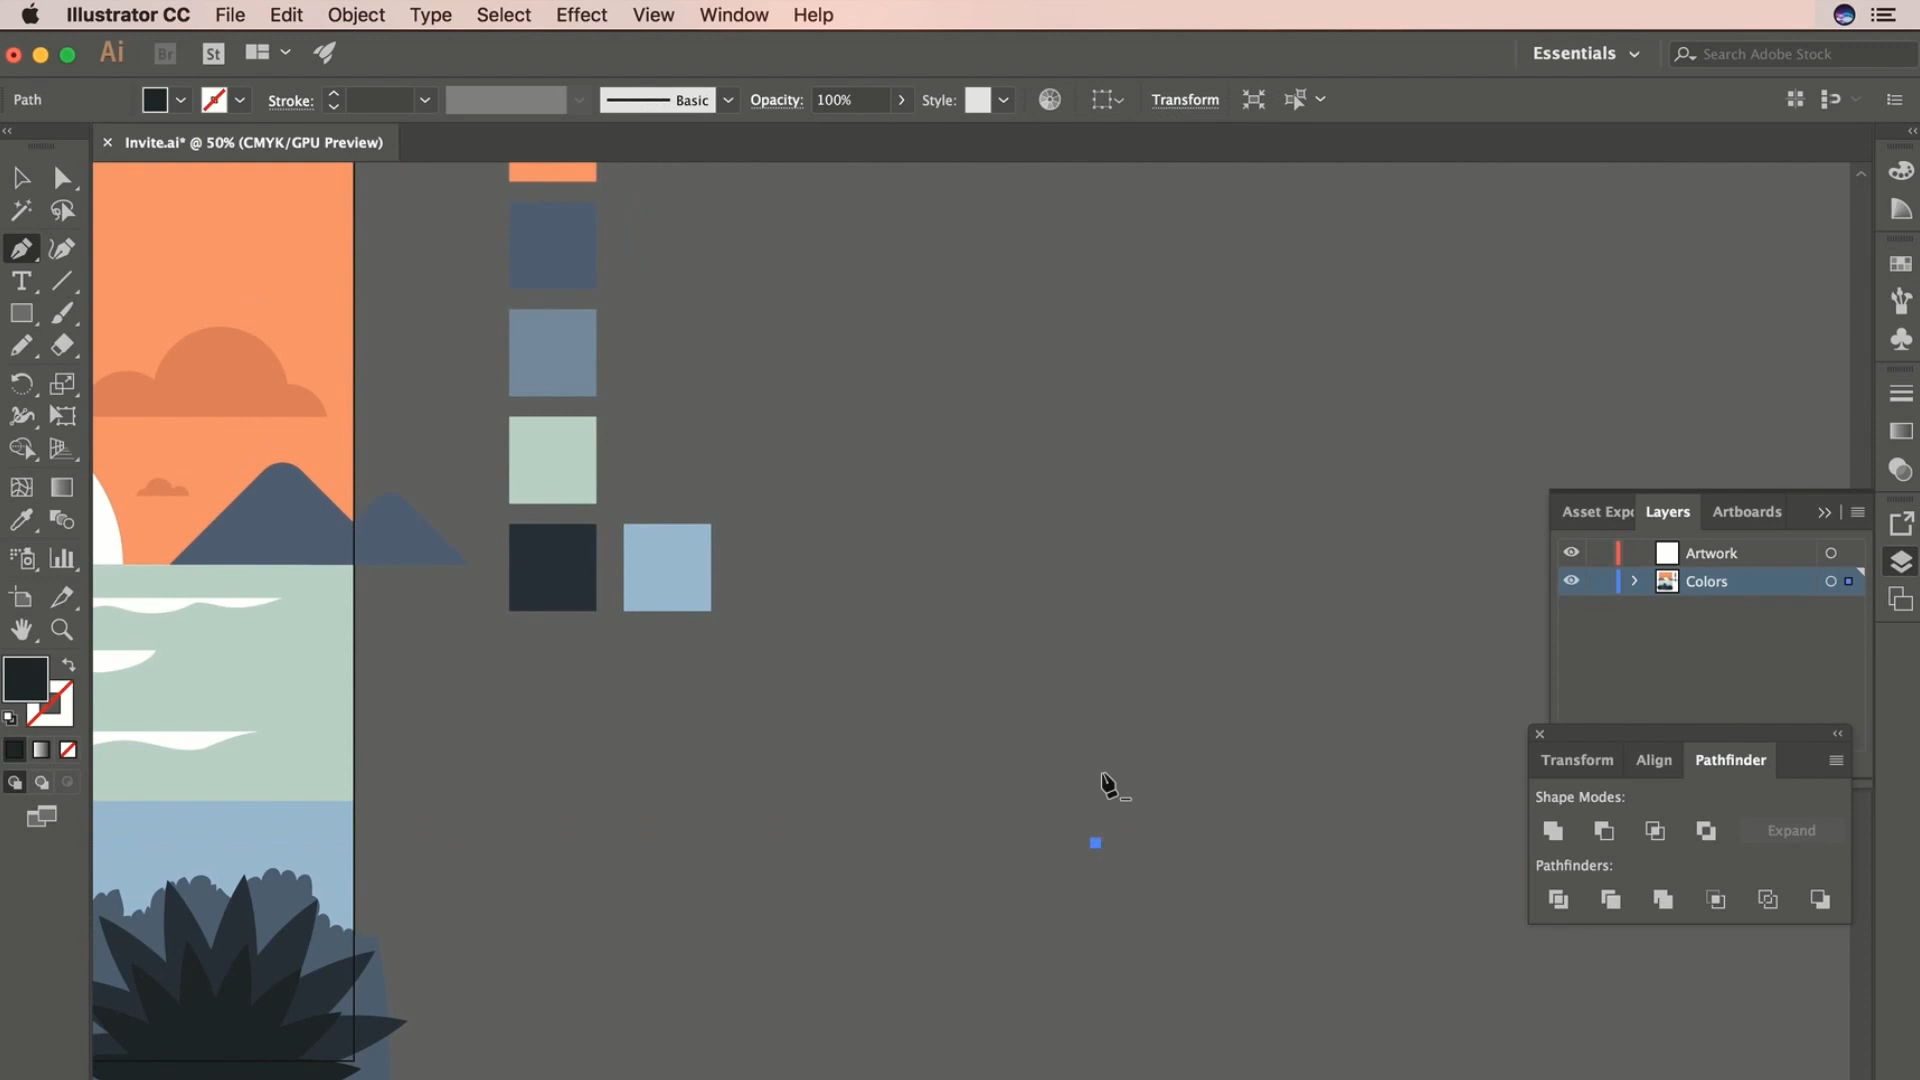 Illustrator CC File Edit Object Type Select Effect View Window Help
Ai Br St Essentials Search Adobe Stock
Path Stroke: Basic Opacity: 100% Style: Transform
Invite.ai* @ 50% (CMYK/GPU Preview)
Asset Expo Layers Artboards
Artwork
Colors
Transform Align Pathfinder
Shape Modes:
Expand
Pathfinders: